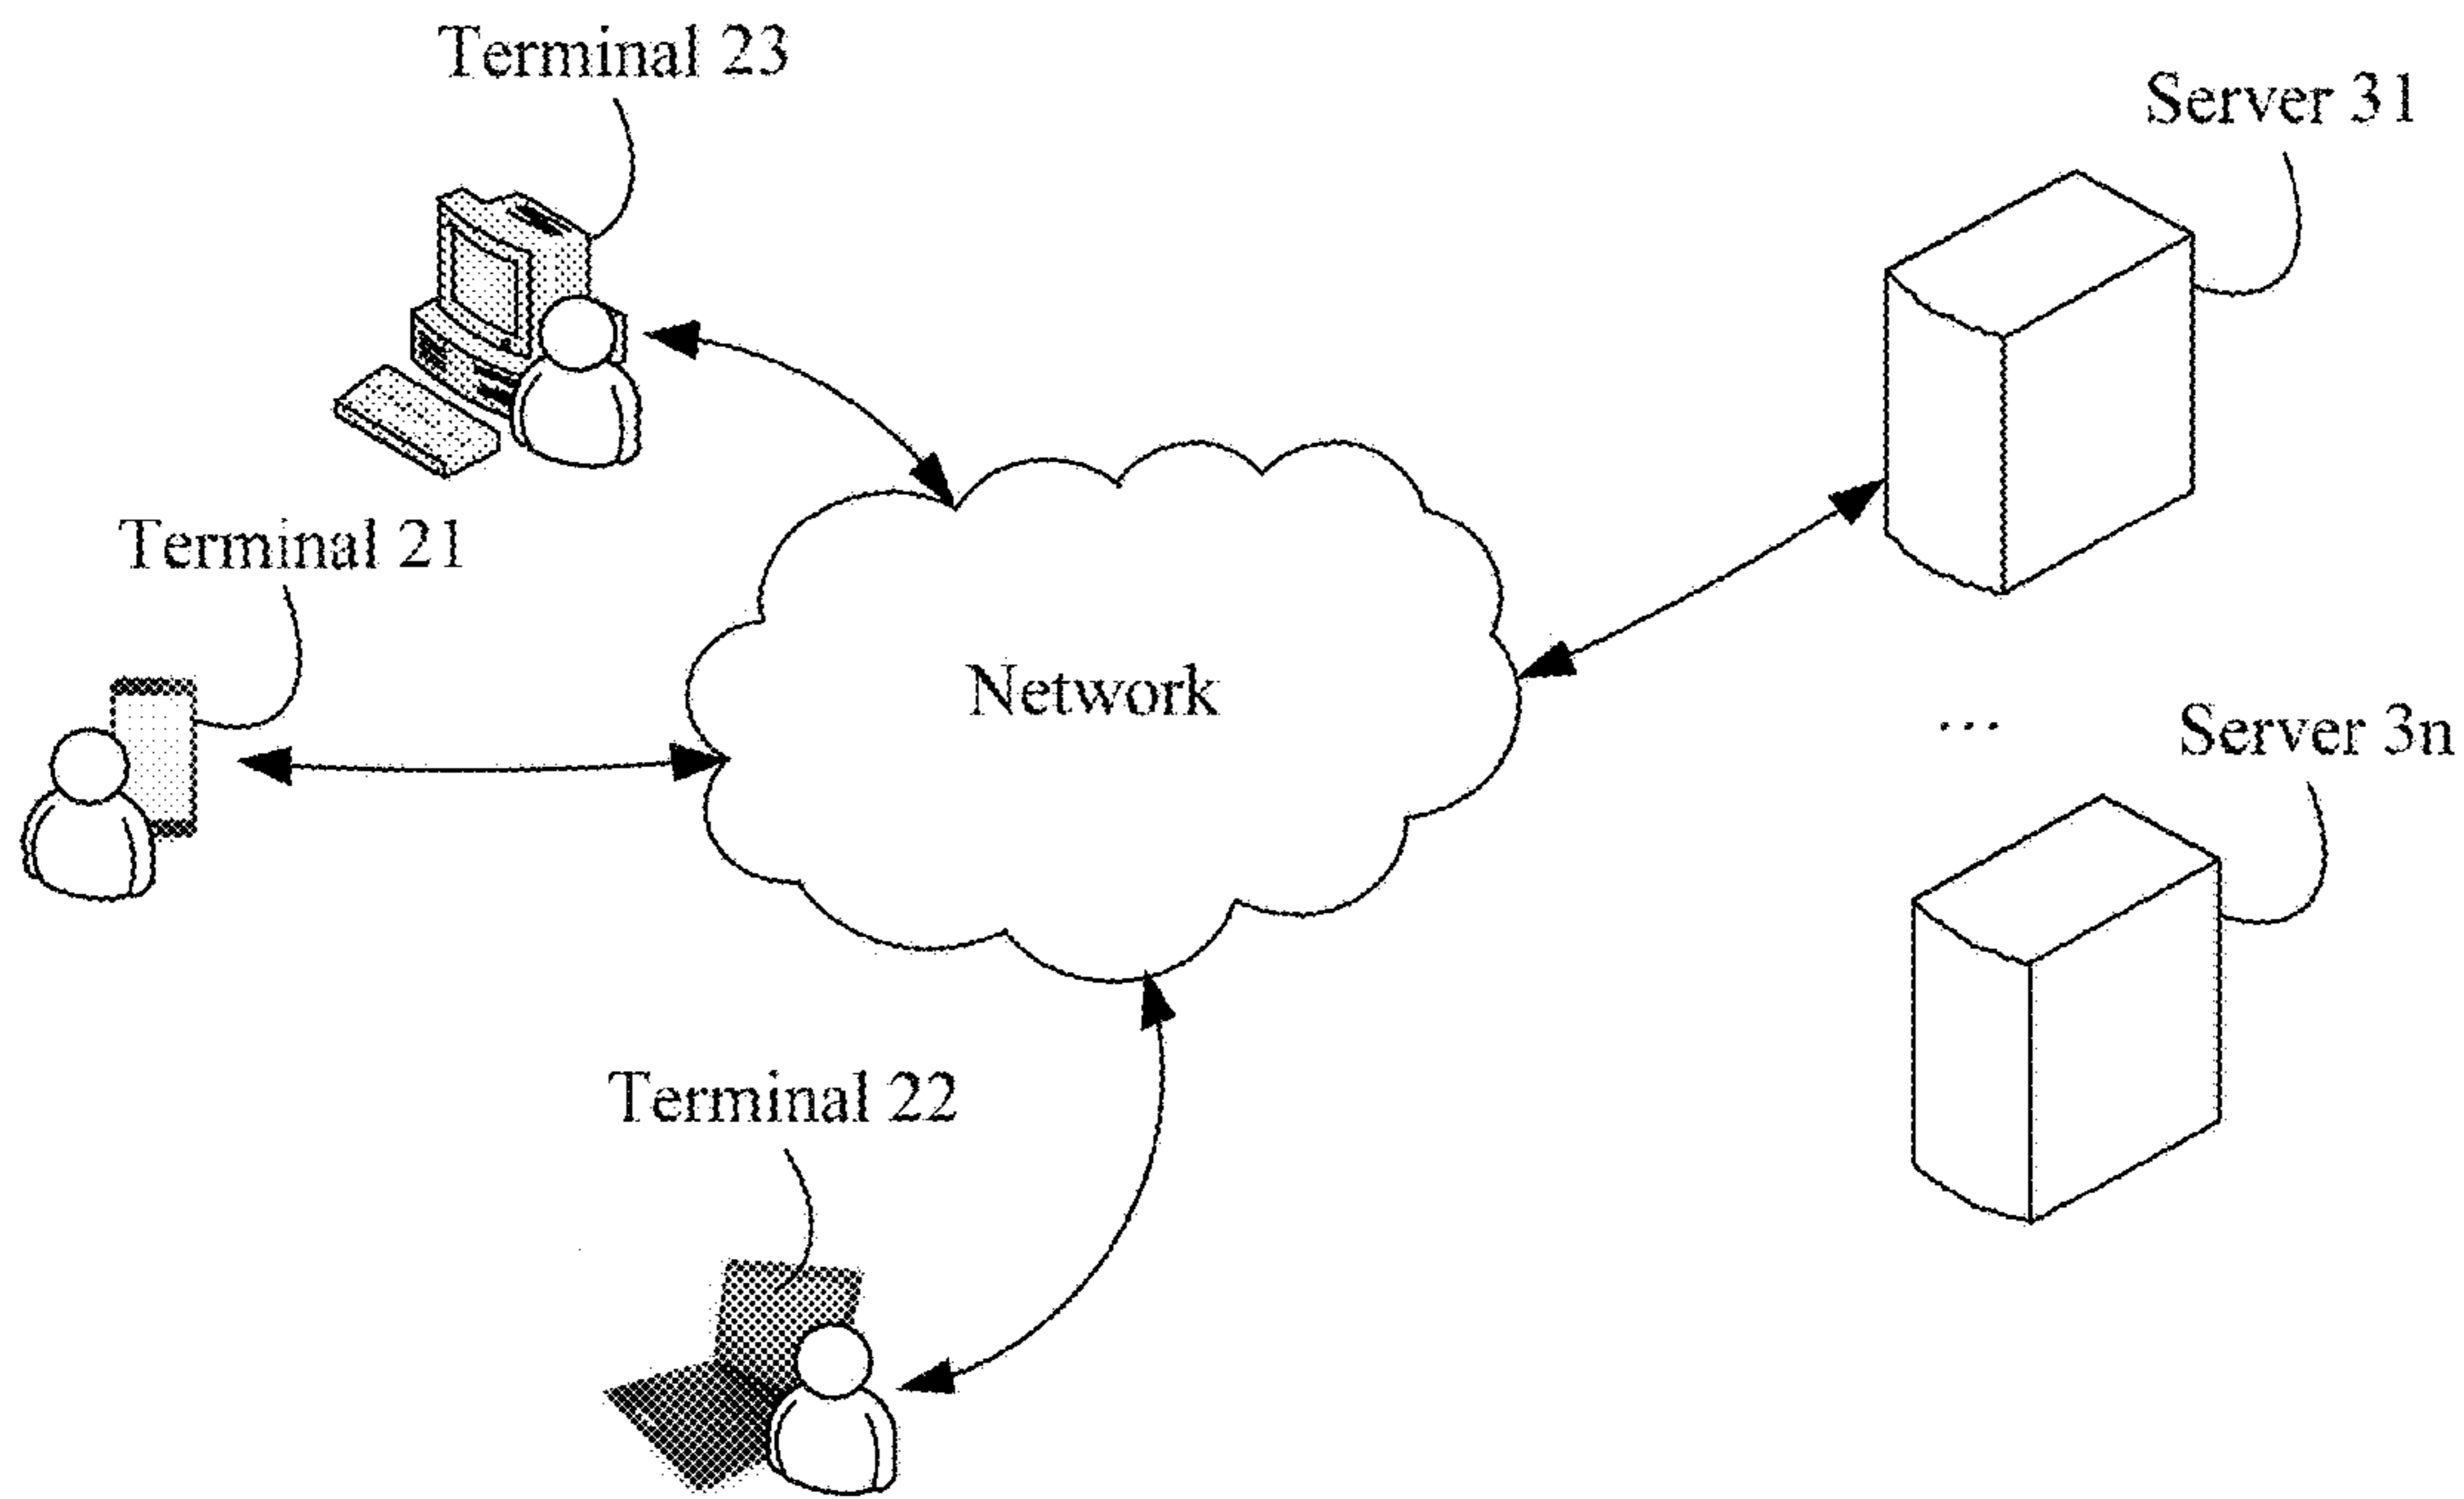 Terminal 23
Server 31
Terminal 21
Network
...
Server 3n
Terminal 22